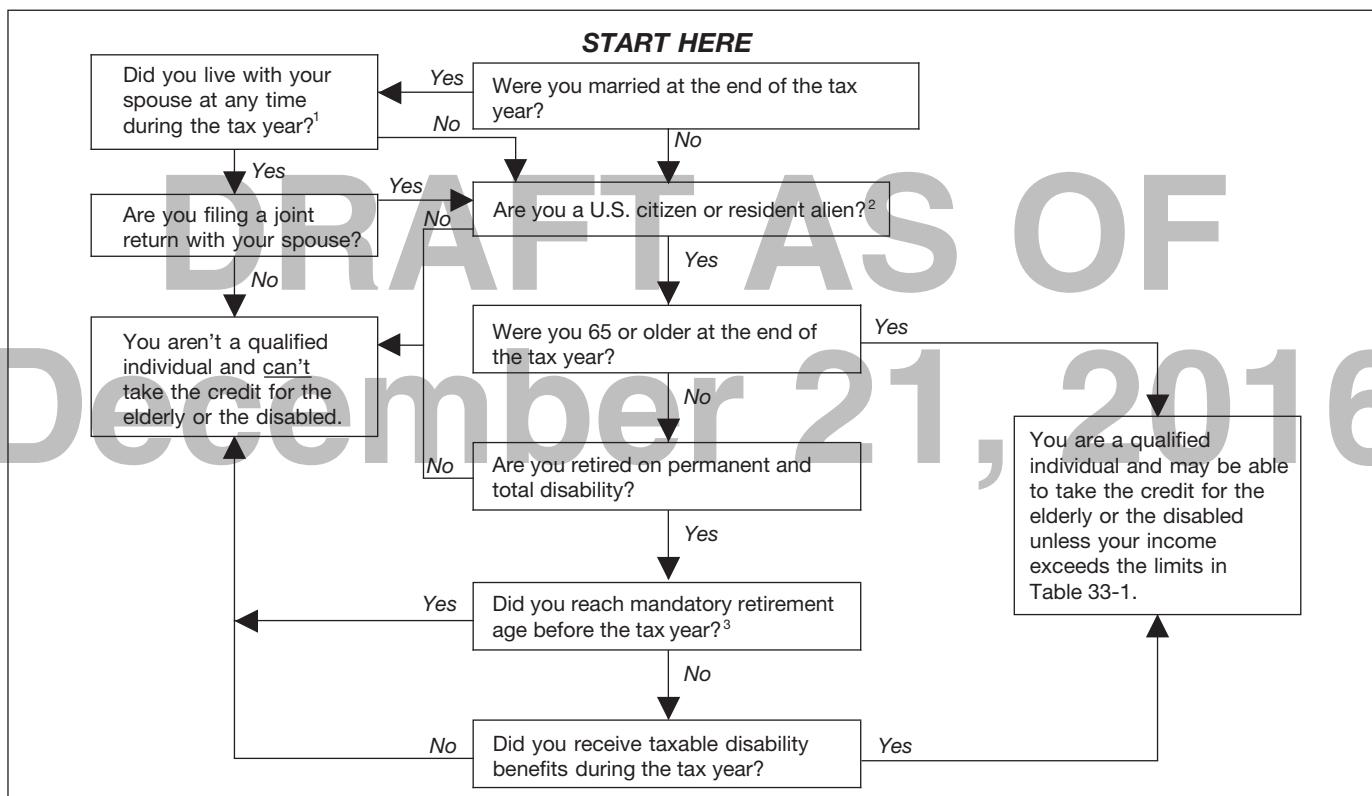 START HERE
Did you live with your
spouse at any time
during the tax year?1
Yes
Were you married at the end of the tax
year?
No
No
Yes
Are you filing a joint
return with your spouse?
Yes
Are you a U.S. citizen or resident alien?2
No
No
Yes
You aren't a qualified
individual and can't
take the credit for the
elderly or the disabled.
Were you 65 or older at the end of
the tax year?
Yes
No
Are you retired on permanent and
total disability?
No
Yes
You are a qualified
individual and may be able
to take the credit for the
elderly or the disabled
unless your income
exceeds the limits in
Table 33-1.
Did you reach mandatory retirement
age before the tax year?3
Yes
No
Did you receive taxable disability
benefits during the tax year?
No
Yes
DRAFT AS OF
December 21, 2016